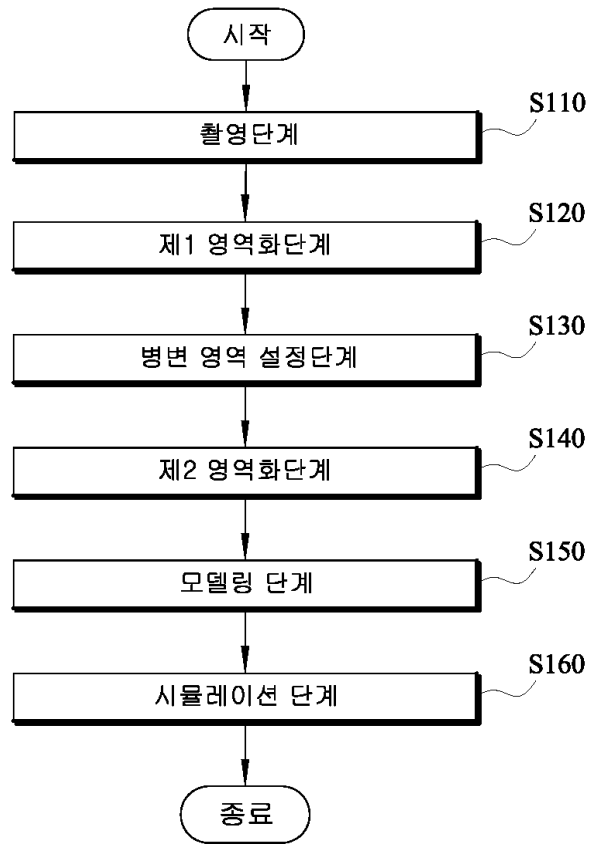 시작
S110
촬영단계
S120
제1 영역화단계
S130
병변 영역 설정단계
S140
제2 영역화단계
S150
모델링 단계
S160
시뮬레이션 단계
종료